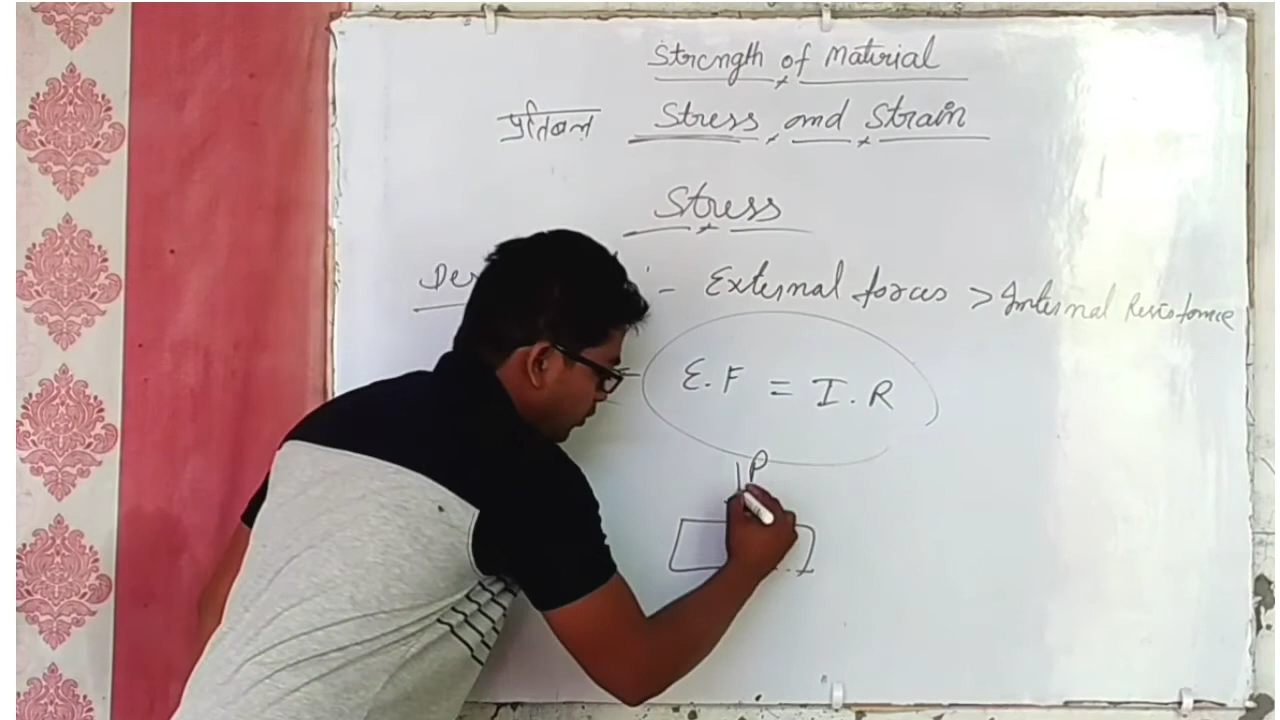 Strength of Material
प्रतिबल Stress and Strain
Stress
- External forces > Internal Resistance
E.F = I.R
P